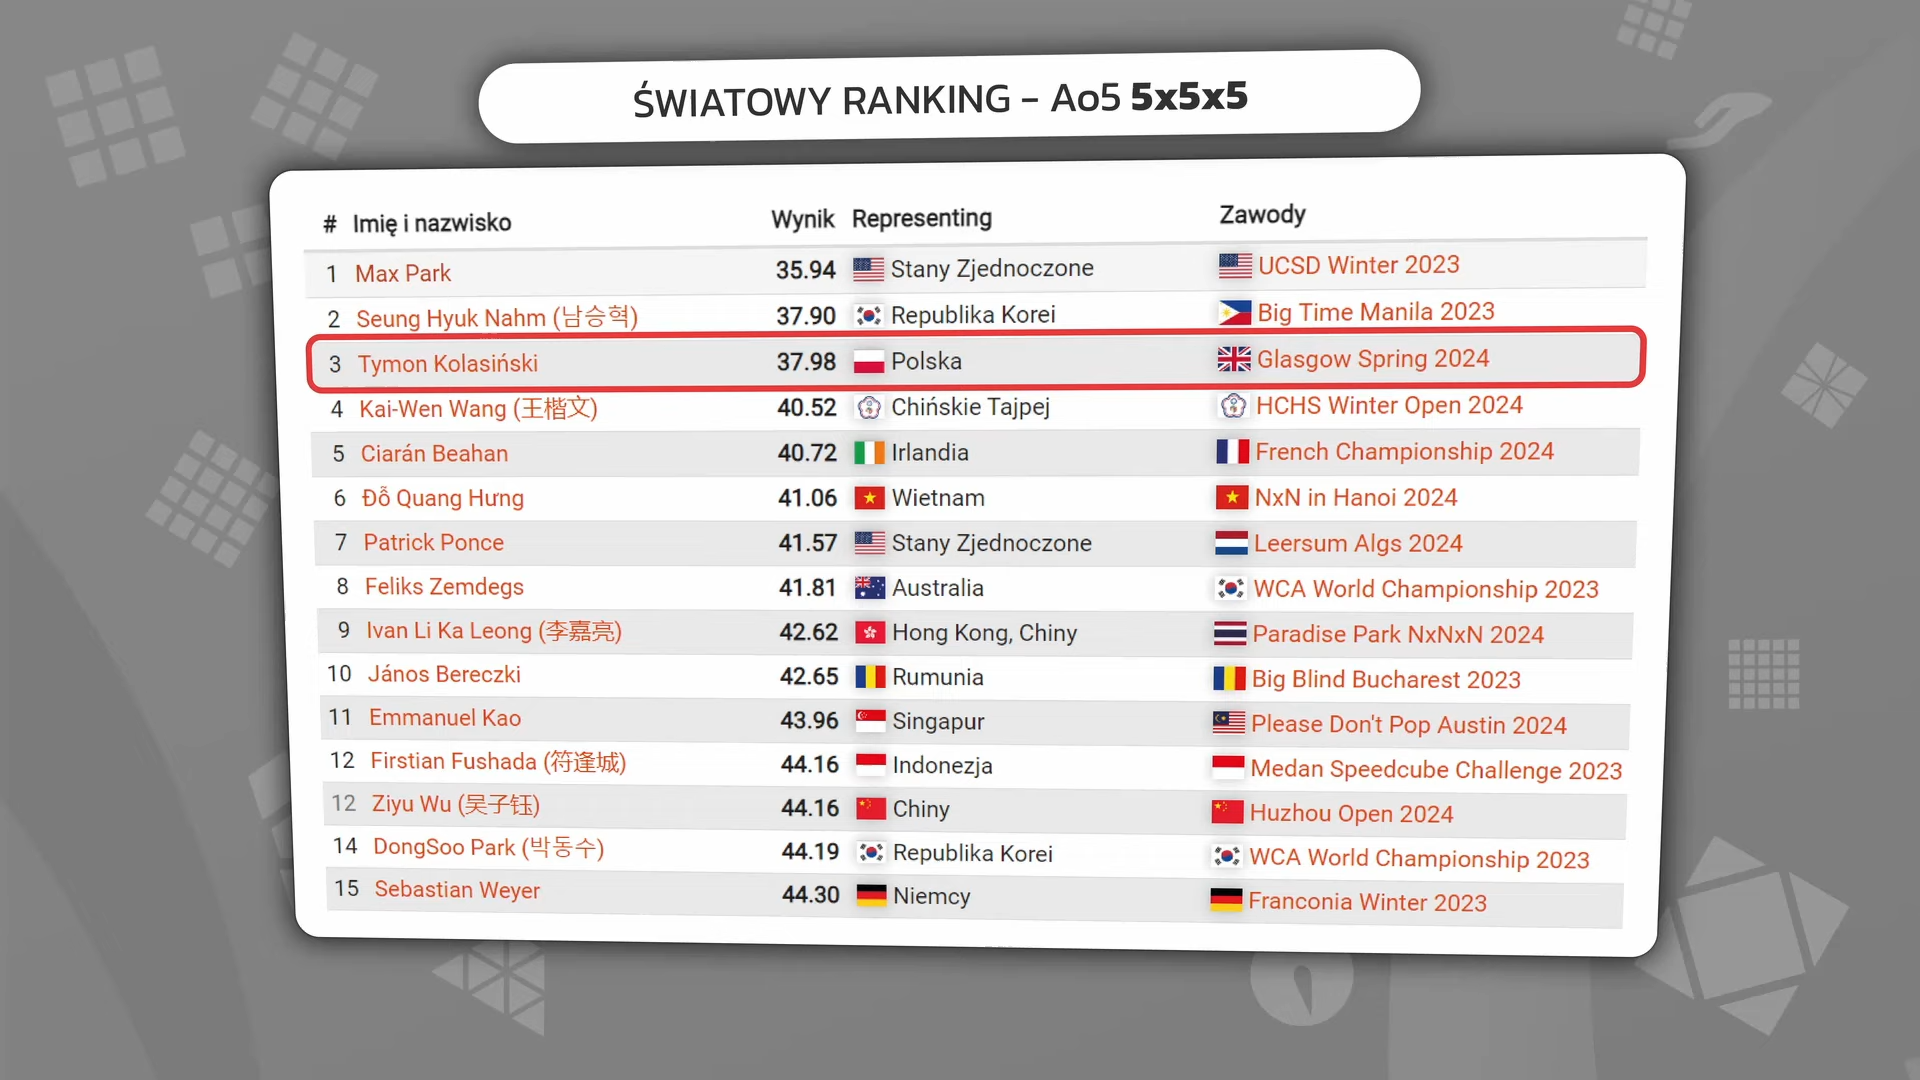 ŚWIATOWY RANKING – Ao5 5x5x5
# Imię i nazwisko Wynik Representing Zawody
1 Max Park 35.94 Stany Zjednoczone UCSD Winter 2023
2 Seung Hyuk Nahm (남승혁) 37.90 Republika Korei Big Time Manila 2023
3 Tymon Kolasiński 37.98 Polska Glasgow Spring 2024
4 Kai-Wen Wang (王楷文) 40.52 Chińskie Tajpej HCHS Winter Open 2024
5 Ciarán Beahan 40.72 Irlandia French Championship 2024
6 Đỗ Quang Hưng 41.06 Wietnam NxN in Hanoi 2024
7 Patrick Ponce 41.57 Stany Zjednoczone Leersum Algs 2024
8 Feliks Zemdegs 41.81 Australia WCA World Championship 2023
9 Ivan Li Ka Leong (李嘉亮) 42.62 Hong Kong, Chiny Paradise Park NxNxN 2024
10 János Bereczki 42.65 Rumunia Big Blind Bucharest 2023
11 Emmanuel Kao 43.96 Singapur Please Don't Pop Austin 2024
12 Firstian Fushada (符逢城) 44.16 Indonezja Medan Speedcube Challenge 2023
12 Ziyu Wu (吴子钰) 44.16 Chiny Huzhou Open 2024
14 DongSoo Park (박동수) 44.19 Republika Korei WCA World Championship 2023
15 Sebastian Weyer 44.30 Niemcy Franconia Winter 2023